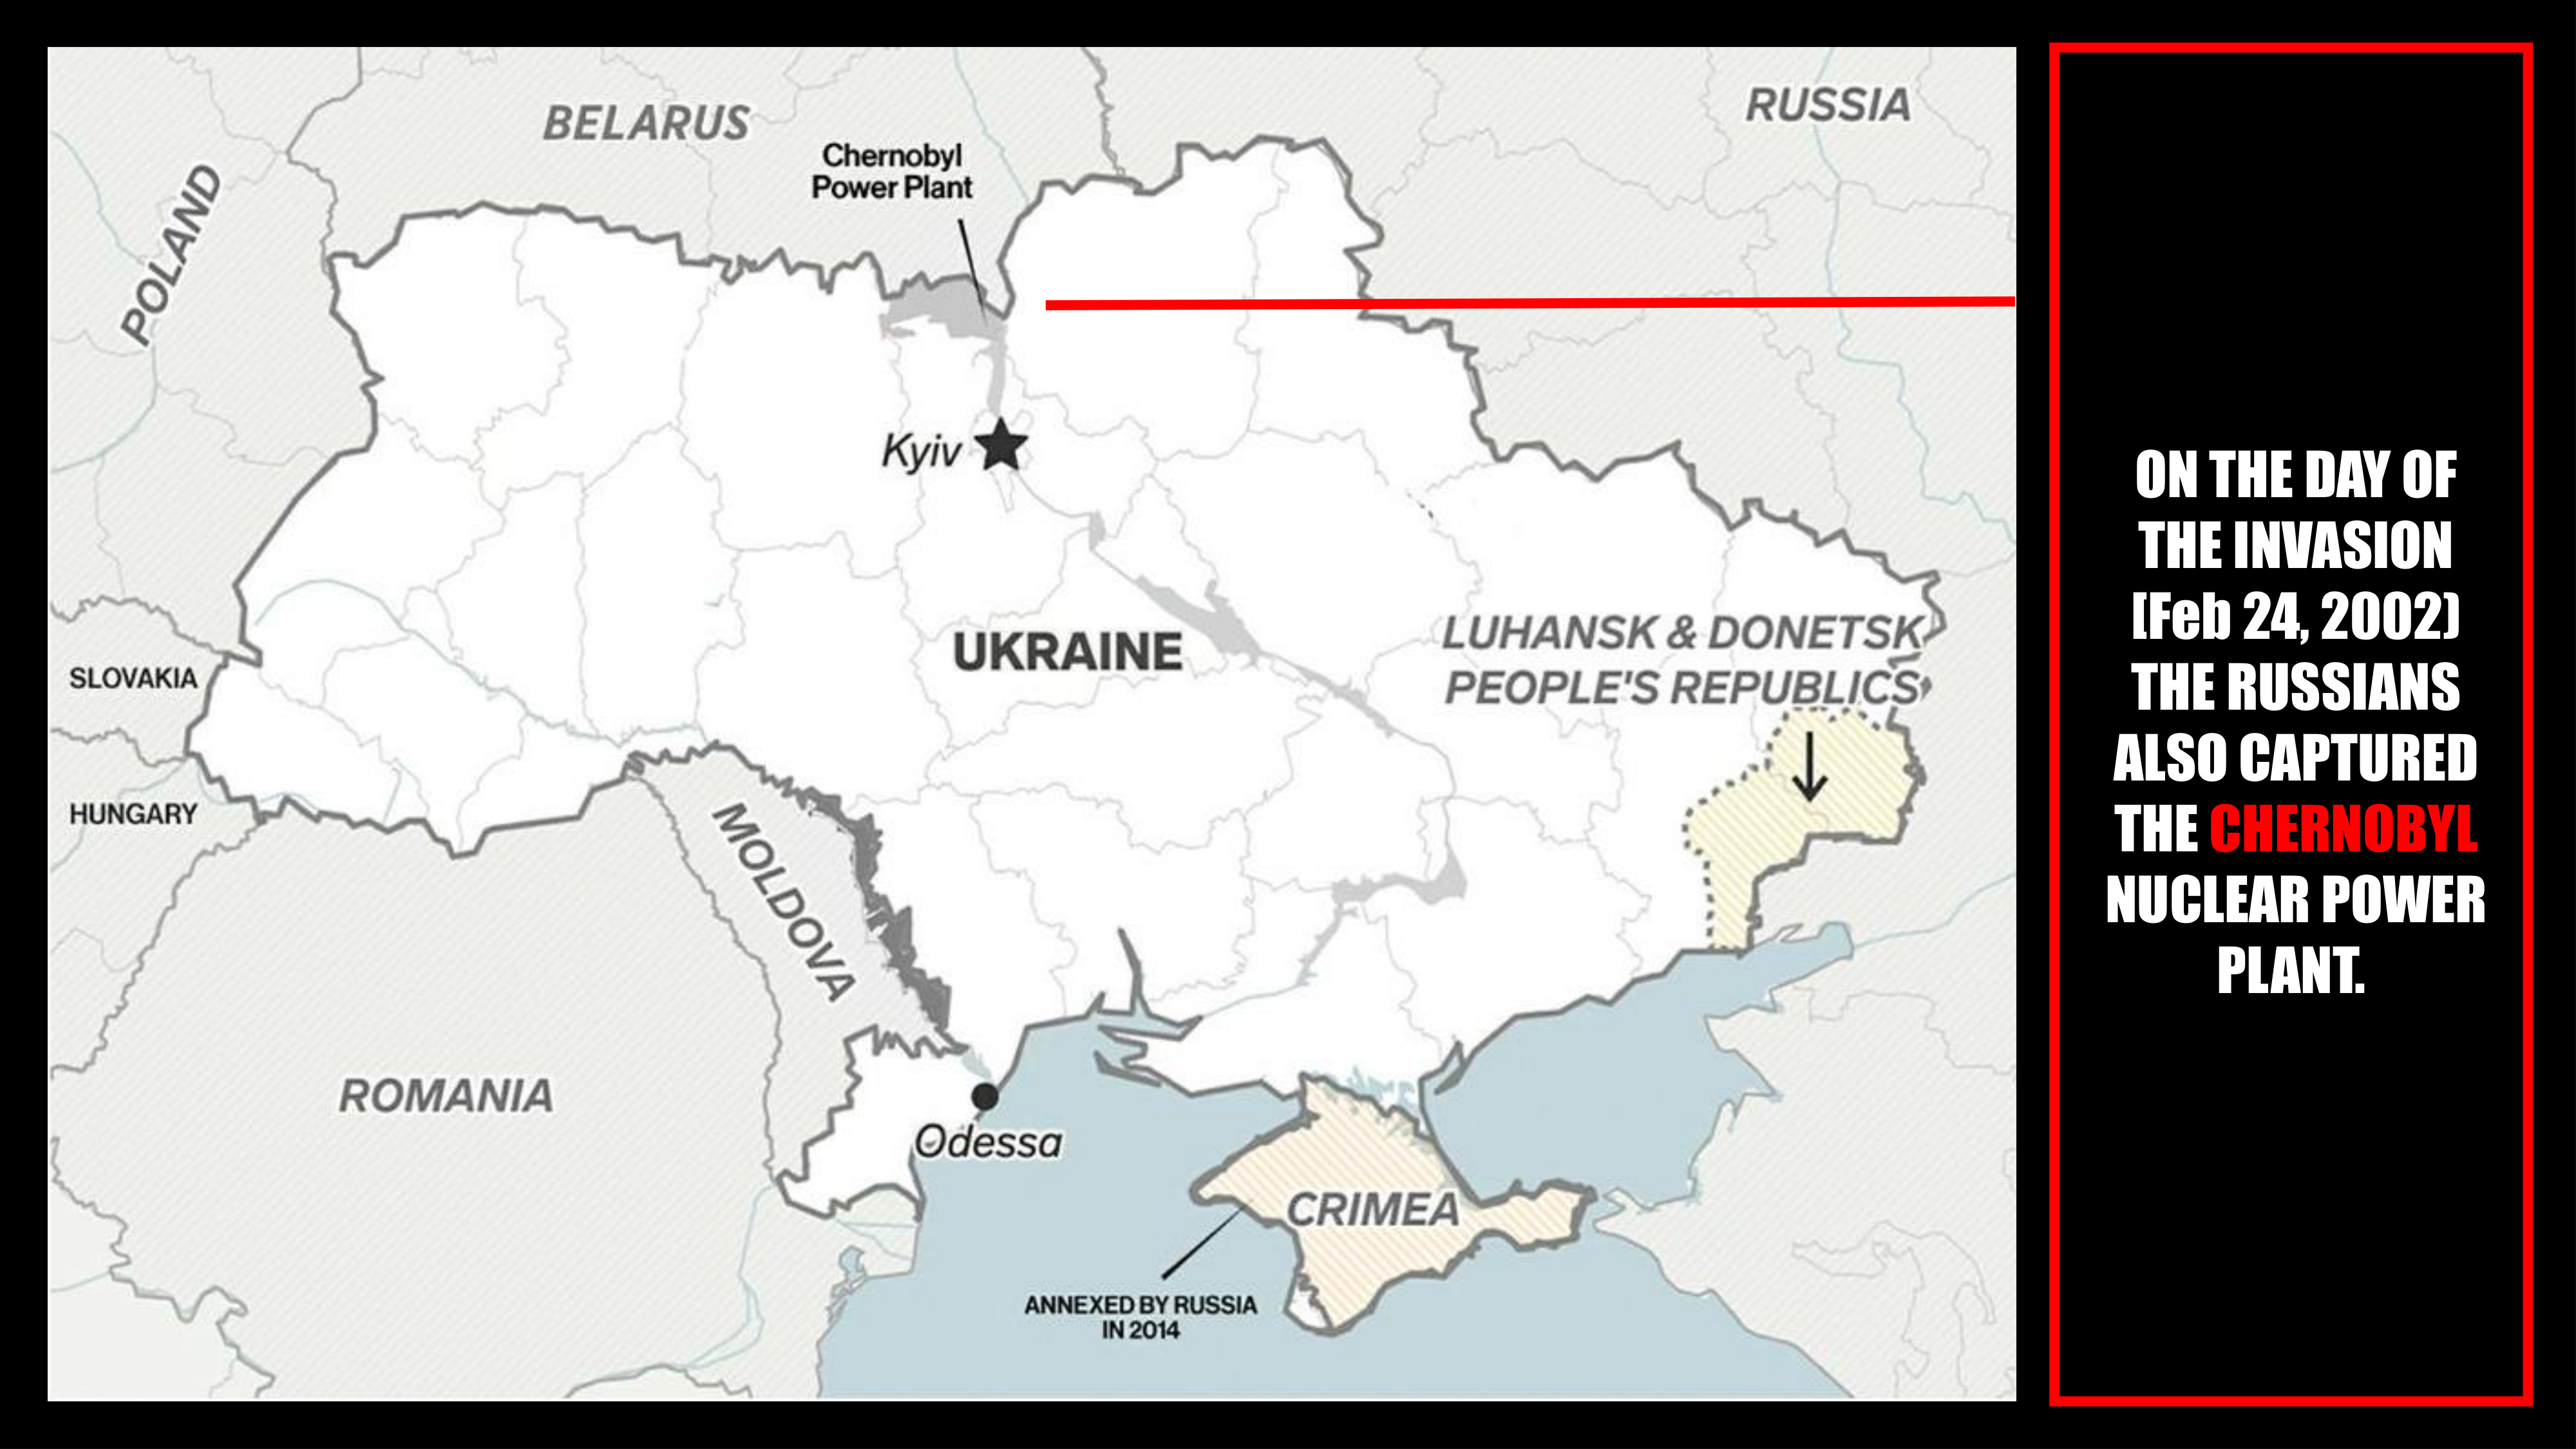 BELARUS
RUSSIA
Chernobyl
Power Plant
POLAND
Kyiv
UKRAINE
LUHANSK & DONETSK
PEOPLE'S REPUBLICS
SLOVAKIA
HUNGARY
MOLDOVA
ROMANIA
Odessa
CRIMEA
ANNEXED BY RUSSIA
IN 2014
ON THE DAY OF
THE INVASION
[Feb 24, 2002)
THE RUSSIANS
ALSO CAPTURED
THE CHERNOBYL
NUCLEAR POWER
PLANT.